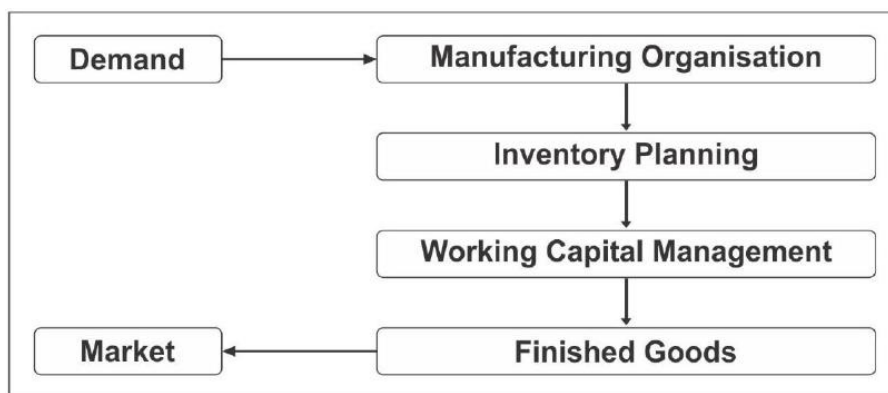 Demand
Manufacturing Organisation
Inventory Planning
Working Capital Management
Finished Goods
Market